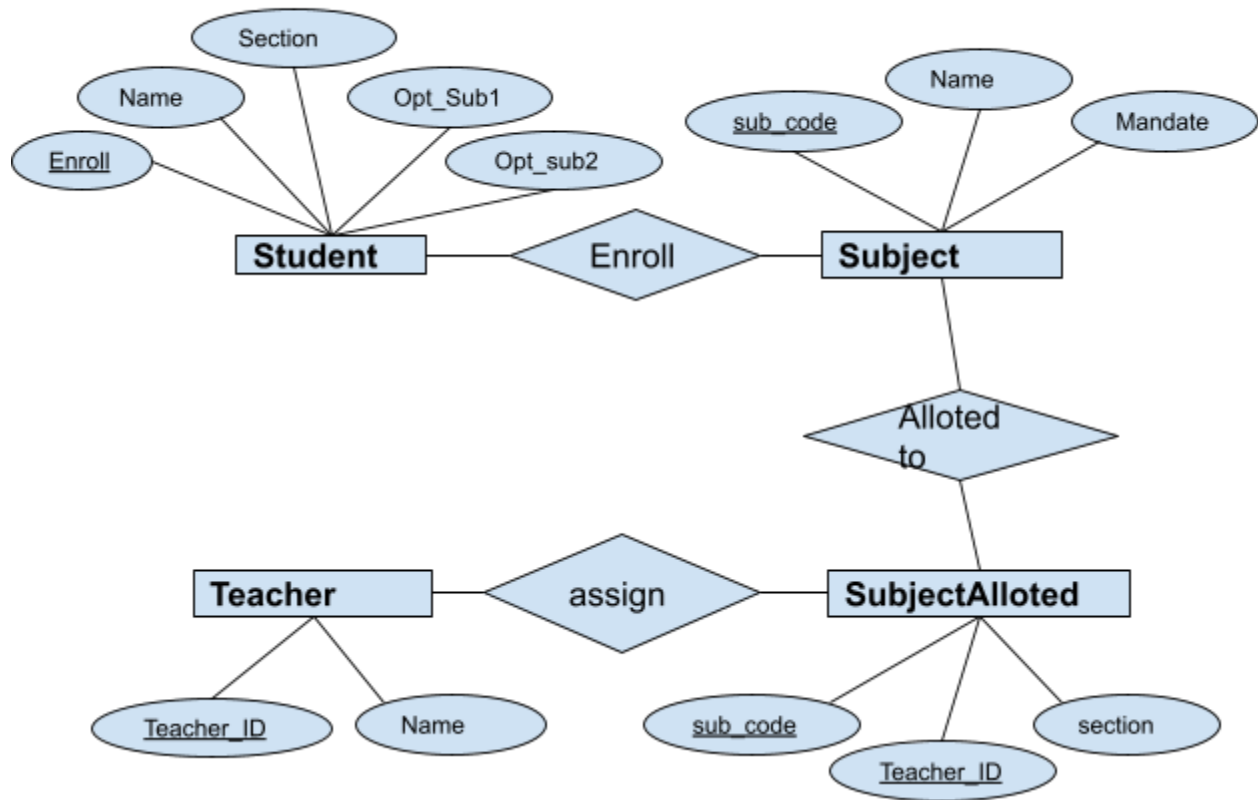 Section
Name
Opt_Sub1
Enroll
Opt_sub2
Name
sub_code
Mandate
Student
Enroll
Subject
Alloted
to
Teacher
assign
SubjectAlloted
Teacher_ID
Name
sub_code
section
Teacher_ID